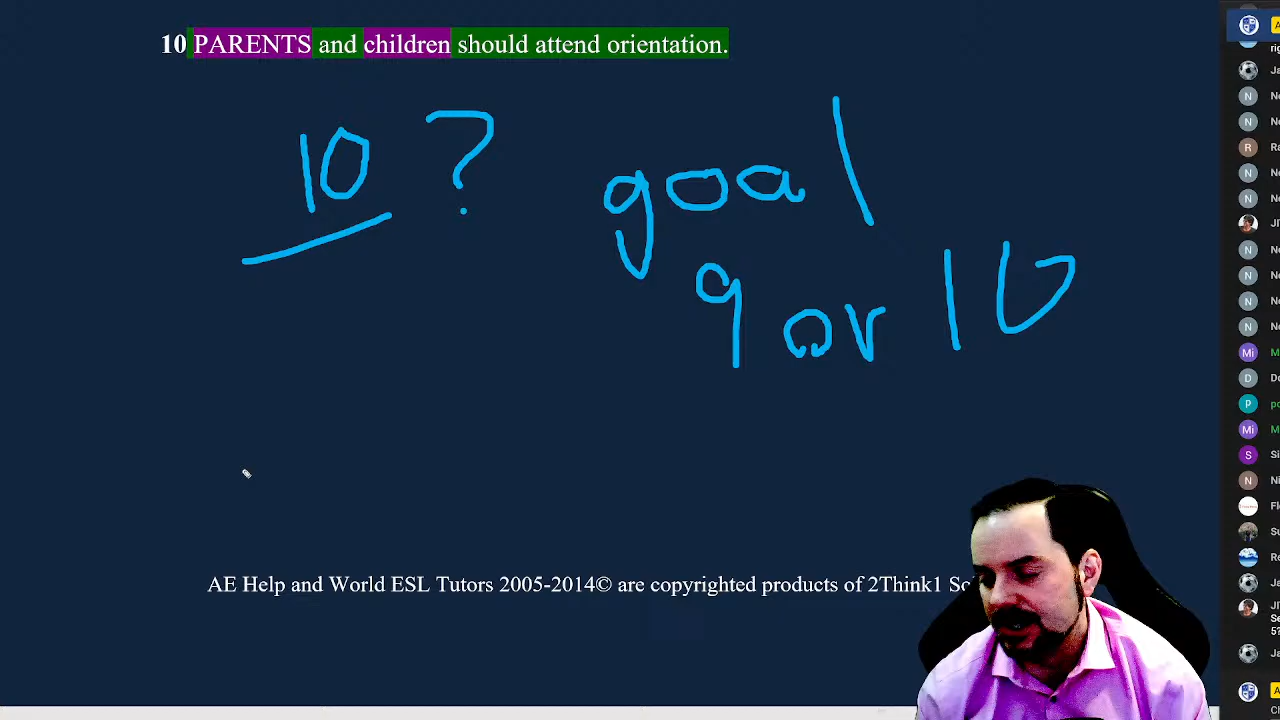 10 PARENTS and children should attend orientation.
10 ? goal
9 or 10
AE Help and World ESL Tutors 2005-2014© are copyrighted products of 2Think1